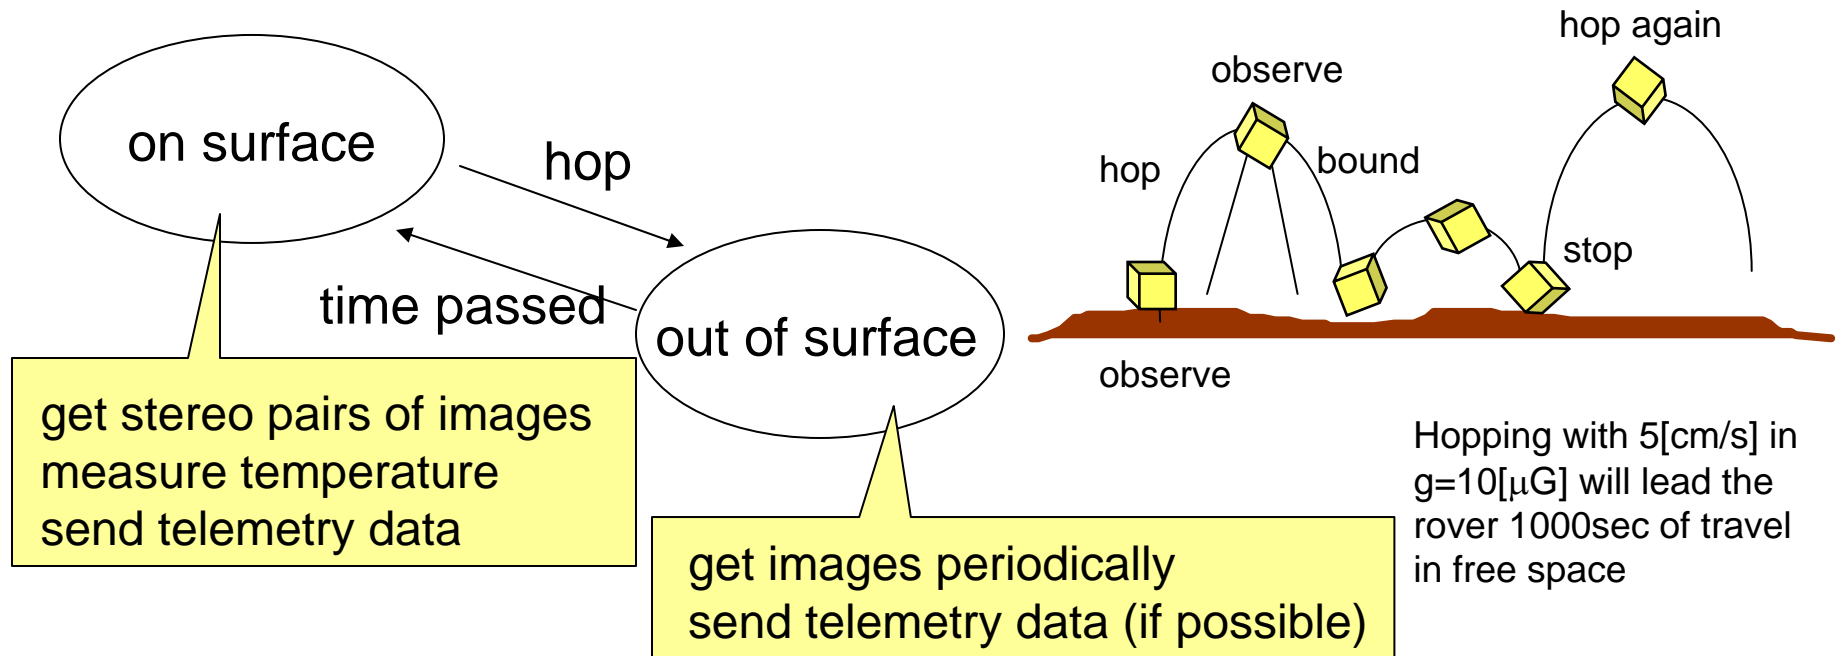 on surface
hop
time passed
out of surface
get stereo pairs of images
measure temperature
send telemetry data
get images periodically
send telemetry data (if possible)
hop again
observe
hop
bound
stop
observe
Hopping with 5[cm/s] in
g=10[μG] will lead the
rover 1000sec of travel
in free space